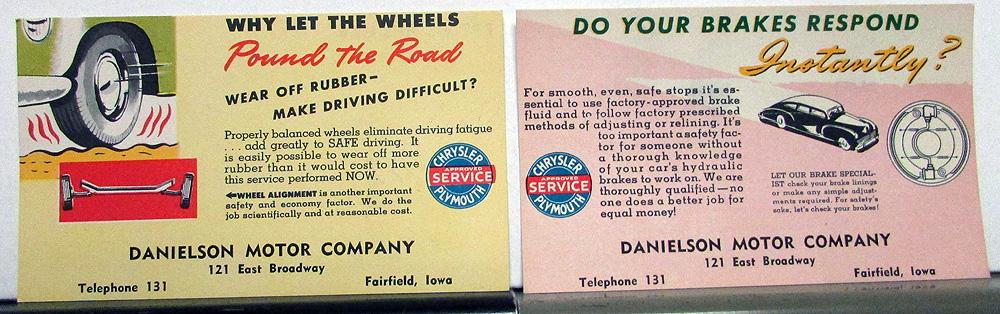 WHY LET THE WHEELS
Pound the Road
WEAR OFF RUBBER—
MAKE DRIVING DIFFICULT?
Properly balanced wheels eliminate driving fatigue
. . . add greatly to SAFE driving. It
is easily possible to wear off more
rubber than it would cost to have
this service performed NOW.
WHEEL ALIGNMENT is another important
safety and economy factor. We do the
job scientifically and at reasonable cost.
CHRYSLER
APPROVED
SERVICE
PLYMOUTH
DANIELSON MOTOR COMPANY
121 East Broadway
Telephone 131
Fairfield, Iowa
DO YOUR BRAKES RESPOND
Instantly?
For smooth, even, safe stops it's es-
sential to use factory-approved brake
fluid and to follow factory prescribed
methods of adjusting or relining. It's
too important a safety fac-
tor for someone without
a thorough knowledge
of your car's hydraulic
brakes to work on. We are
thoroughly qualified—no
one does a better job for
equal money!
CHRYSLER
APPROVED
SERVICE
PLYMOUTH
LET OUR BRAKE SPECIAL-
IST check your brake linings
or make any simple adjust-
ments required. For safety's
sake, let's check your brakes!
DANIELSON MOTOR COMPANY
121 East Broadway
Telephone 131
Fairfield, Iowa